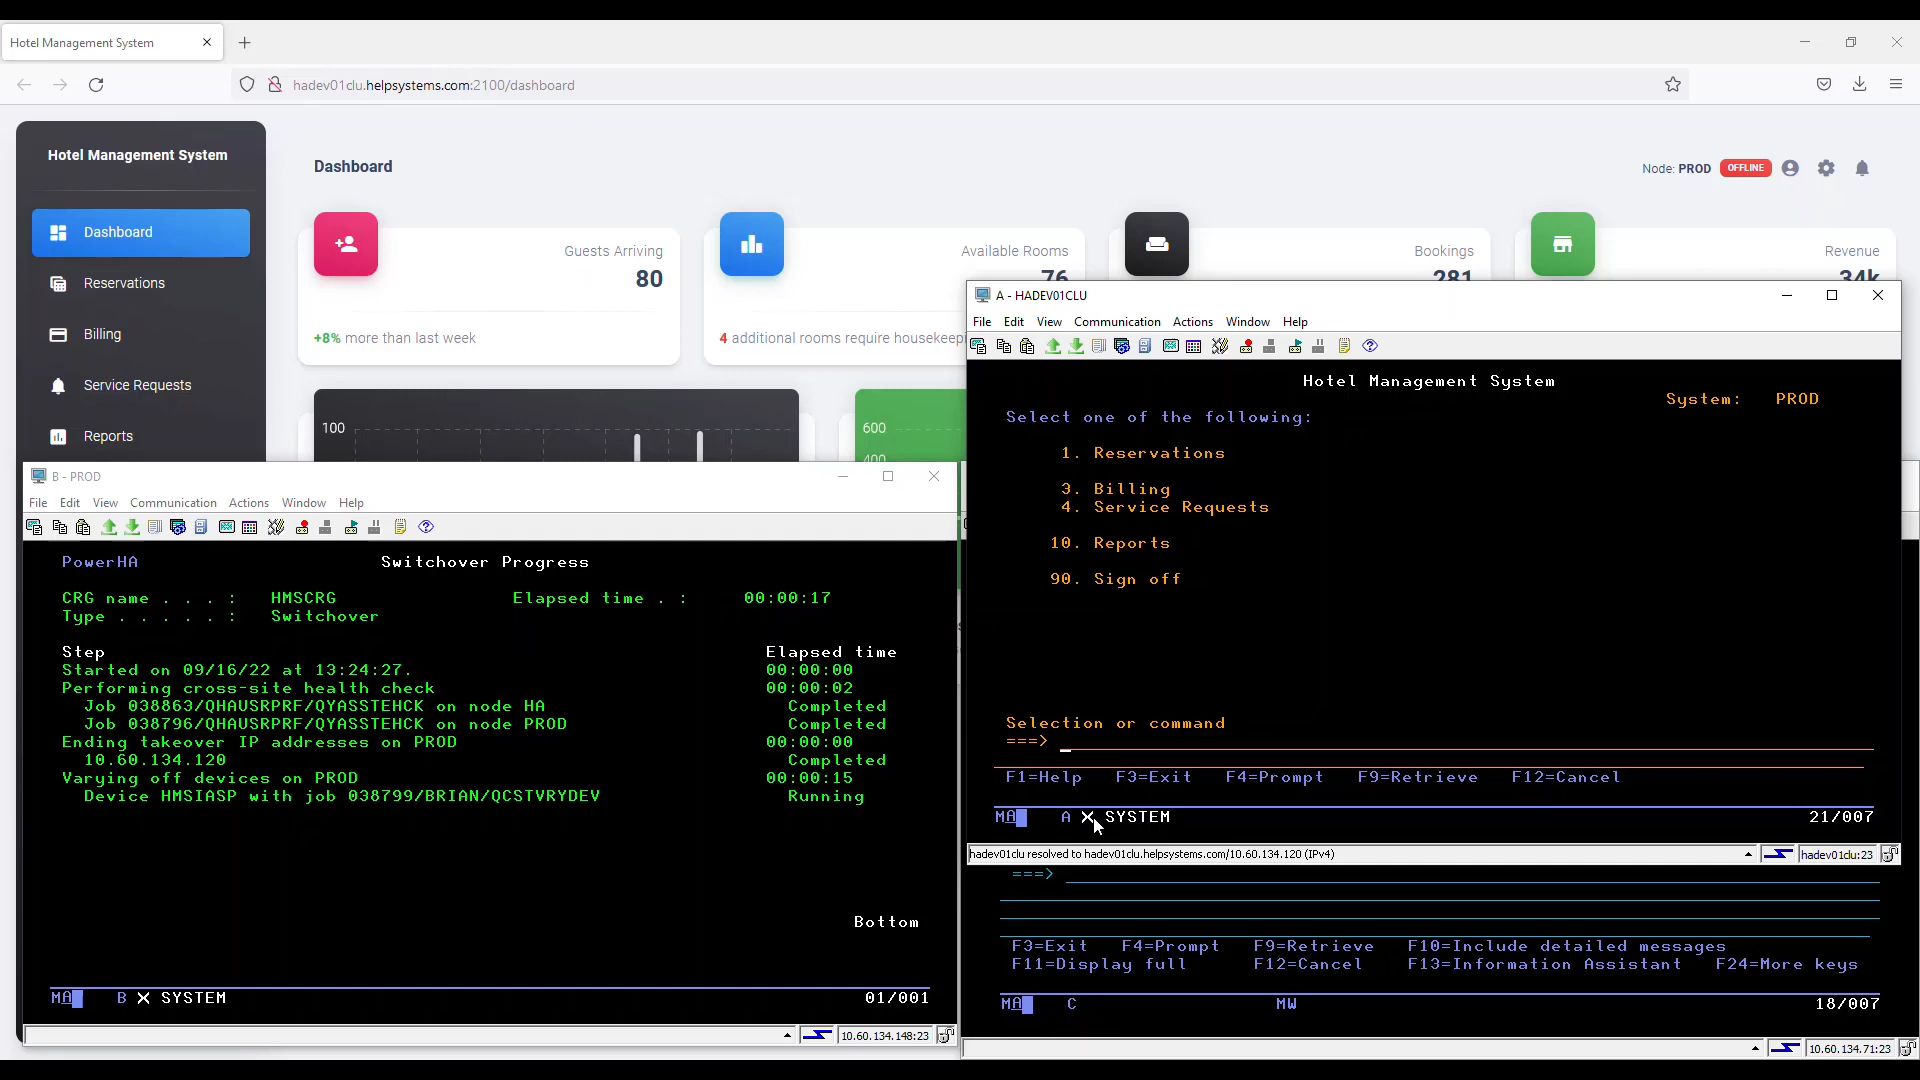 Hotel Management System
hadev01clu.helpsystems.com:2100/dashboard
Hotel Management System
Dashboard
Reservations
Billing
Service Requests
Reports
Dashboard
Node: PROD OFFLINE
Guests Arriving
80
+8% more than last week
Available Rooms
76
4 additional rooms require housekeepi
Bookings
281
Revenue
34k
100
600
400
B - PROD
File Edit View Communication Actions Window Help
PowerHA Switchover Progress
CRG name . . . : HMSCRG Elapsed time . : 00:00:17
Type . . . . . : Switchover
Step Elapsed time
Started on 09/16/22 at 13:24:27. 00:00:00
Performing cross-site health check 00:00:02
Job 038863/QHAUSRPRF/QYASSTEHCK on node HA Completed
Job 038796/QHAUSRPRF/QYASSTEHCK on node PROD Completed
Ending takeover IP addresses on PROD 00:00:00
10.60.134.120 Completed
Varying off devices on PROD 00:00:15
Device HMSIASP with job 038799/BRIAN/QCSTVRYDEV Running
Bottom
MA B X SYSTEM 01/001
10.60.134.148:23
A - HADEV01CLU
File Edit View Communication Actions Window Help
Hotel Management System
System: PROD
Select one of the following:
1. Reservations
3. Billing
4. Service Requests
10. Reports
90. Sign off
Selection or command
===>
F1=Help F3=Exit F4=Prompt F9=Retrieve F12=Cancel
MA A X SYSTEM 21/007
hadev01clu resolved to hadev01clu.helpsystems.com/10.60.134.120 (IPv4) hadev01clu:23
===>
F3=Exit F4=Prompt F9=Retrieve F10=Include detailed messages
F11=Display full F12=Cancel F13=Information Assistant F24=More keys
MA C MW 18/007
10.60.134.71:23